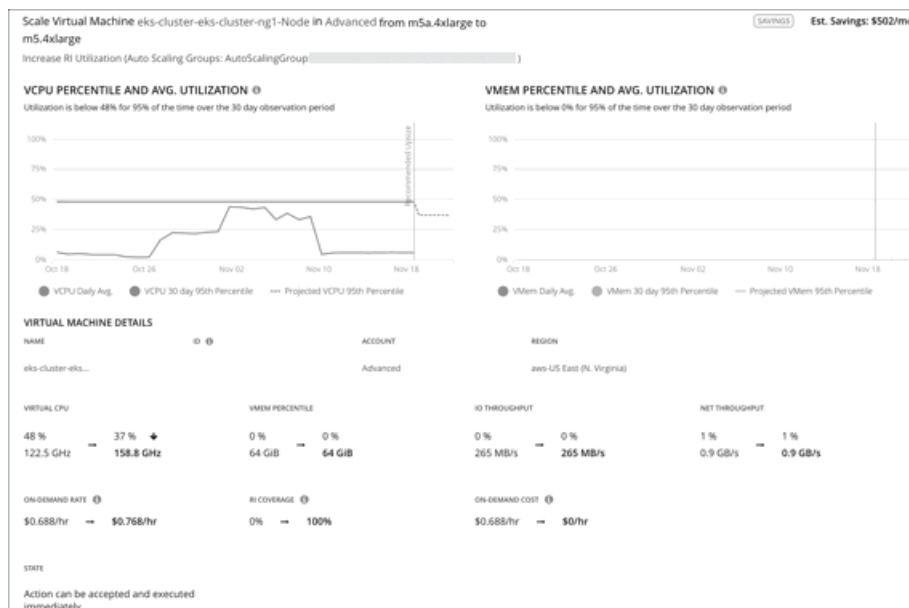 Scale Virtual Machine eks-cluster-eks-cluster-ng1-Node in Advanced from m5a.4xlarge to
m5.4xlarge
SAVINGS
Est. Savings: $502/mo
Increase RI Utilization (Auto Scaling Groups: AutoScalingGroup )
VCPU PERCENTILE AND AVG. UTILIZATION
Utilization is below 48% for 95% of the time over the 30 day observation period
100%
75%
50%
25%
0%
Recommended Upsize
Oct 18 Oct 26 Nov 02 Nov 10 Nov 18
VCPU Daily Avg. VCPU 30 day 95th Percentile Projected VCPU 95th Percentile
VMEM PERCENTILE AND AVG. UTILIZATION
Utilization is below 0% for 95% of the time over the 30 day observation period
100%
75%
50%
25%
0%
Oct 18 Oct 26 Nov 02 Nov 10 Nov 18
VMem Daily Avg. VMem 30 day 95th Percentile Projected VMem 95th Percentile
VIRTUAL MACHINE DETAILS
NAME ID ACCOUNT REGION
eks-cluster-eks... Advanced aws-US East (N. Virginia)
VIRTUAL CPU VMEM PERCENTILE IO THROUGHPUT NET THROUGHPUT
48 % → 37 % 0 % → 0 % 0 % → 0 % 1 % → 1 %
122.5 GHz 158.8 GHz 64 GiB 64 GiB 265 MB/s 265 MB/s 0.9 GB/s 0.9 GB/s
ON-DEMAND RATE RI COVERAGE ON-DEMAND COST
$0.688/hr → $0.768/hr 0% → 100% $0.688/hr → $0/hr
STATE
Action can be accepted and executed
immediately